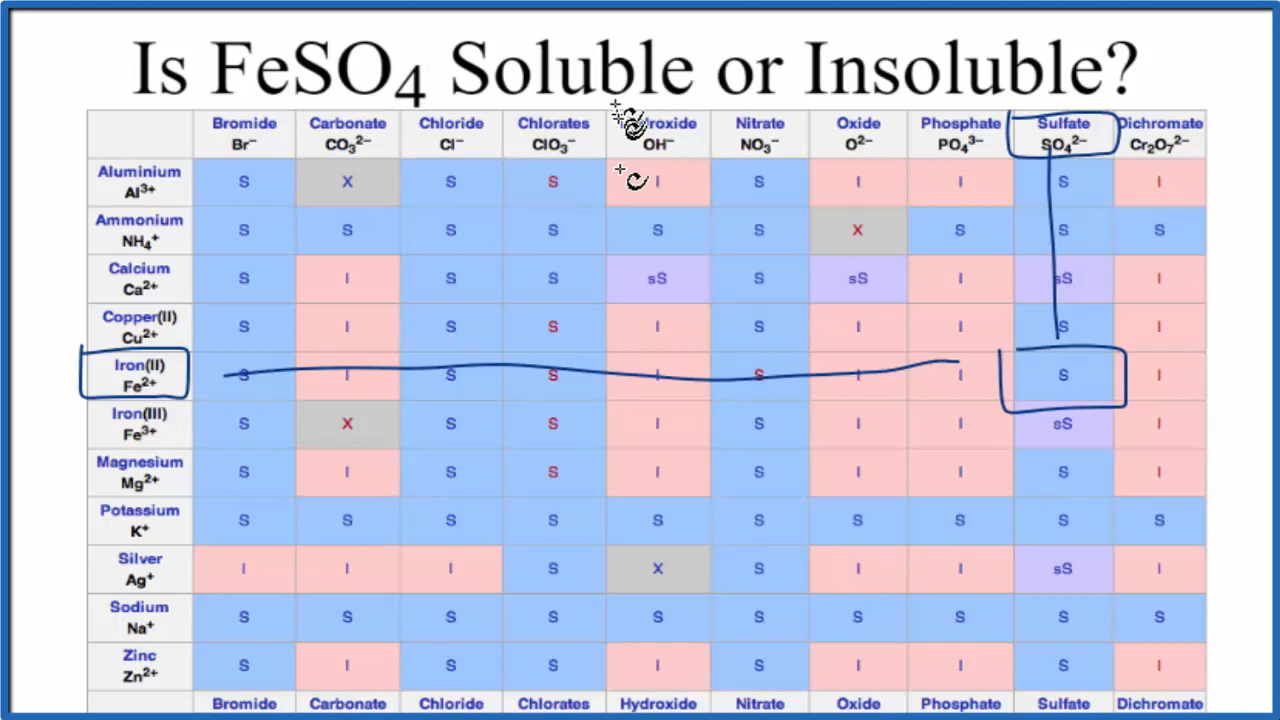 Is FeSO₄ Soluble or Insoluble?
Bromide Carbonate Chloride Chlorates roxide Nitrate Oxide Phosphate Sulfate Dichromate
Br⁻ CO₃²⁻ Cl⁻ ClO₃⁻ OH⁻ NO₃⁻ O²⁻ PO₄³⁻ SO₄²⁻ Cr₂O₇²⁻
Aluminium
Al³⁺ S X S S I S I I S I
Ammonium
NH₄⁺ S S S S S S X S S S
Calcium
Ca²⁺ S I S S sS S sS I sS I
Copper(II)
Cu²⁺ S I S S I S I I S I
Iron(II)
Fe²⁺ S I S S I S I I S I
Iron(III)
Fe³⁺ S X S S I S I I sS I
Magnesium
Mg²⁺ S I S S I S I I S I
Potassium
K⁺ S S S S S S S S S S
Silver
Ag⁺ I I I S X S I I sS I
Sodium
Na⁺ S S S S S S S S S S
Zinc
Zn²⁺ S I S S I S I I S I
Bromide Carbonate Chloride Chlorates Hydroxide Nitrate Oxide Phosphate Sulfate Dichromate